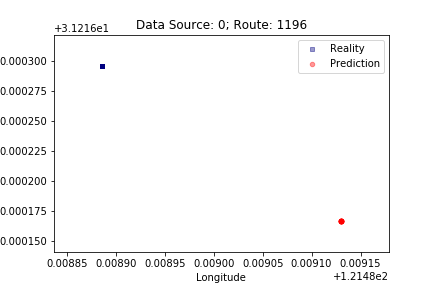 +3.1216e1
Data Source: 0; Route: 1196
Reality
Prediction
0.000300
0.000275
0.000250
0.000225
0.000200
0.000175
0.000150
0.00885 0.00890 0.00895 0.00900 0.00905 0.00910 0.00915
Longitude
+1.2148e2